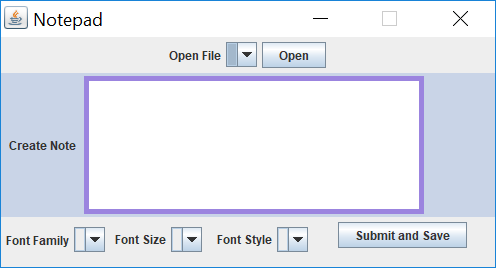 Notepad
Open File Open
Create Note
Font Family Font Size Font Style Submit and Save